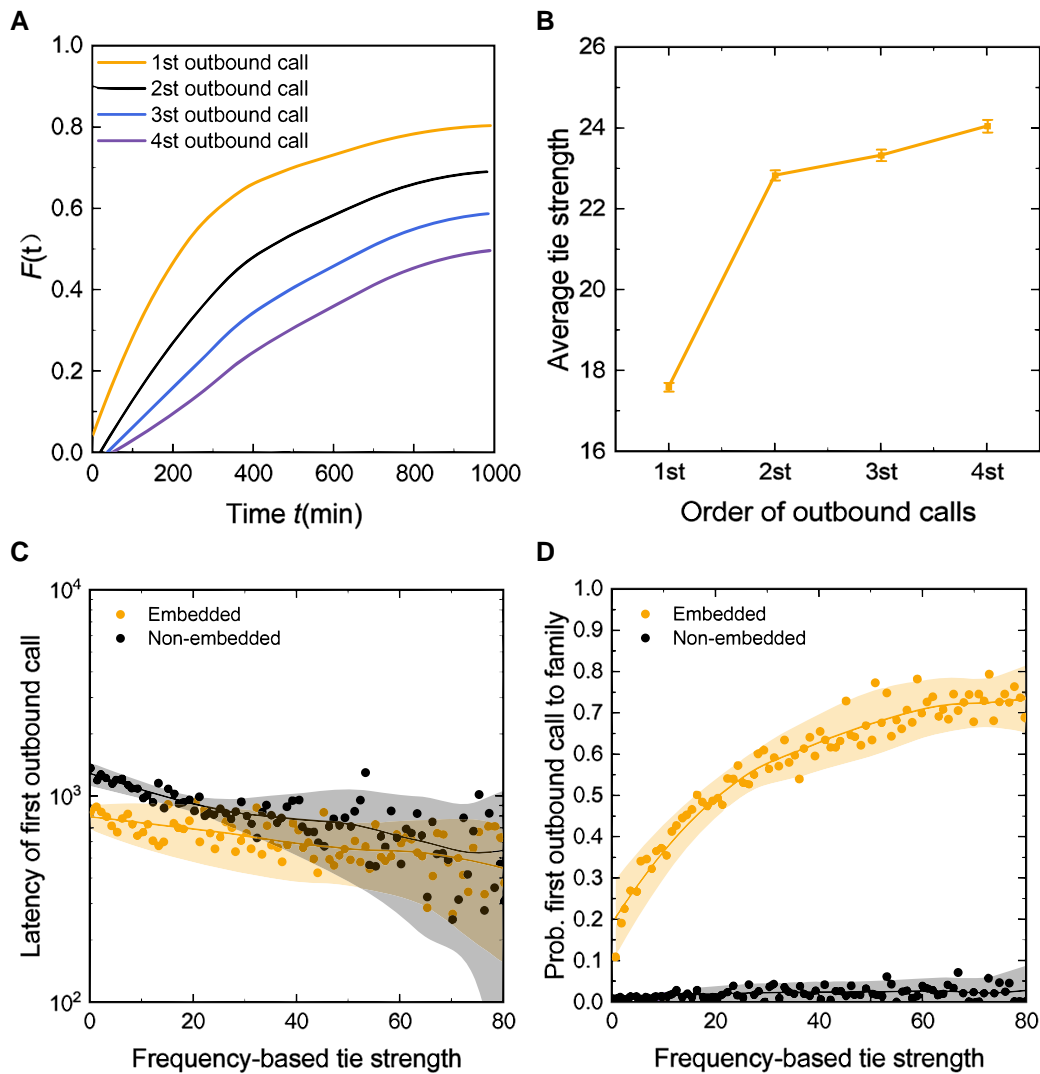 A
F(t)
1.0
0.8
0.6
0.4
0.2
0.0
1st outbound call
2st outbound call
3st outbound call
4st outbound call
0 200 400 600 800 1000
Time t(min)
B
Average tie strength
26
24
22
20
18
16
1st 2st 3st 4st
Order of outbound calls
C
Latency of first outbound call
10^4
10^3
10^2
Embedded
Non-embedded
0 20 40 60 80
Frequency-based tie strength
D
Prob. first outbound call to family
1.0
0.9
0.8
0.7
0.6
0.5
0.4
0.3
0.2
0.1
0.0
Embedded
Non-embedded
0 20 40 60 80
Frequency-based tie strength